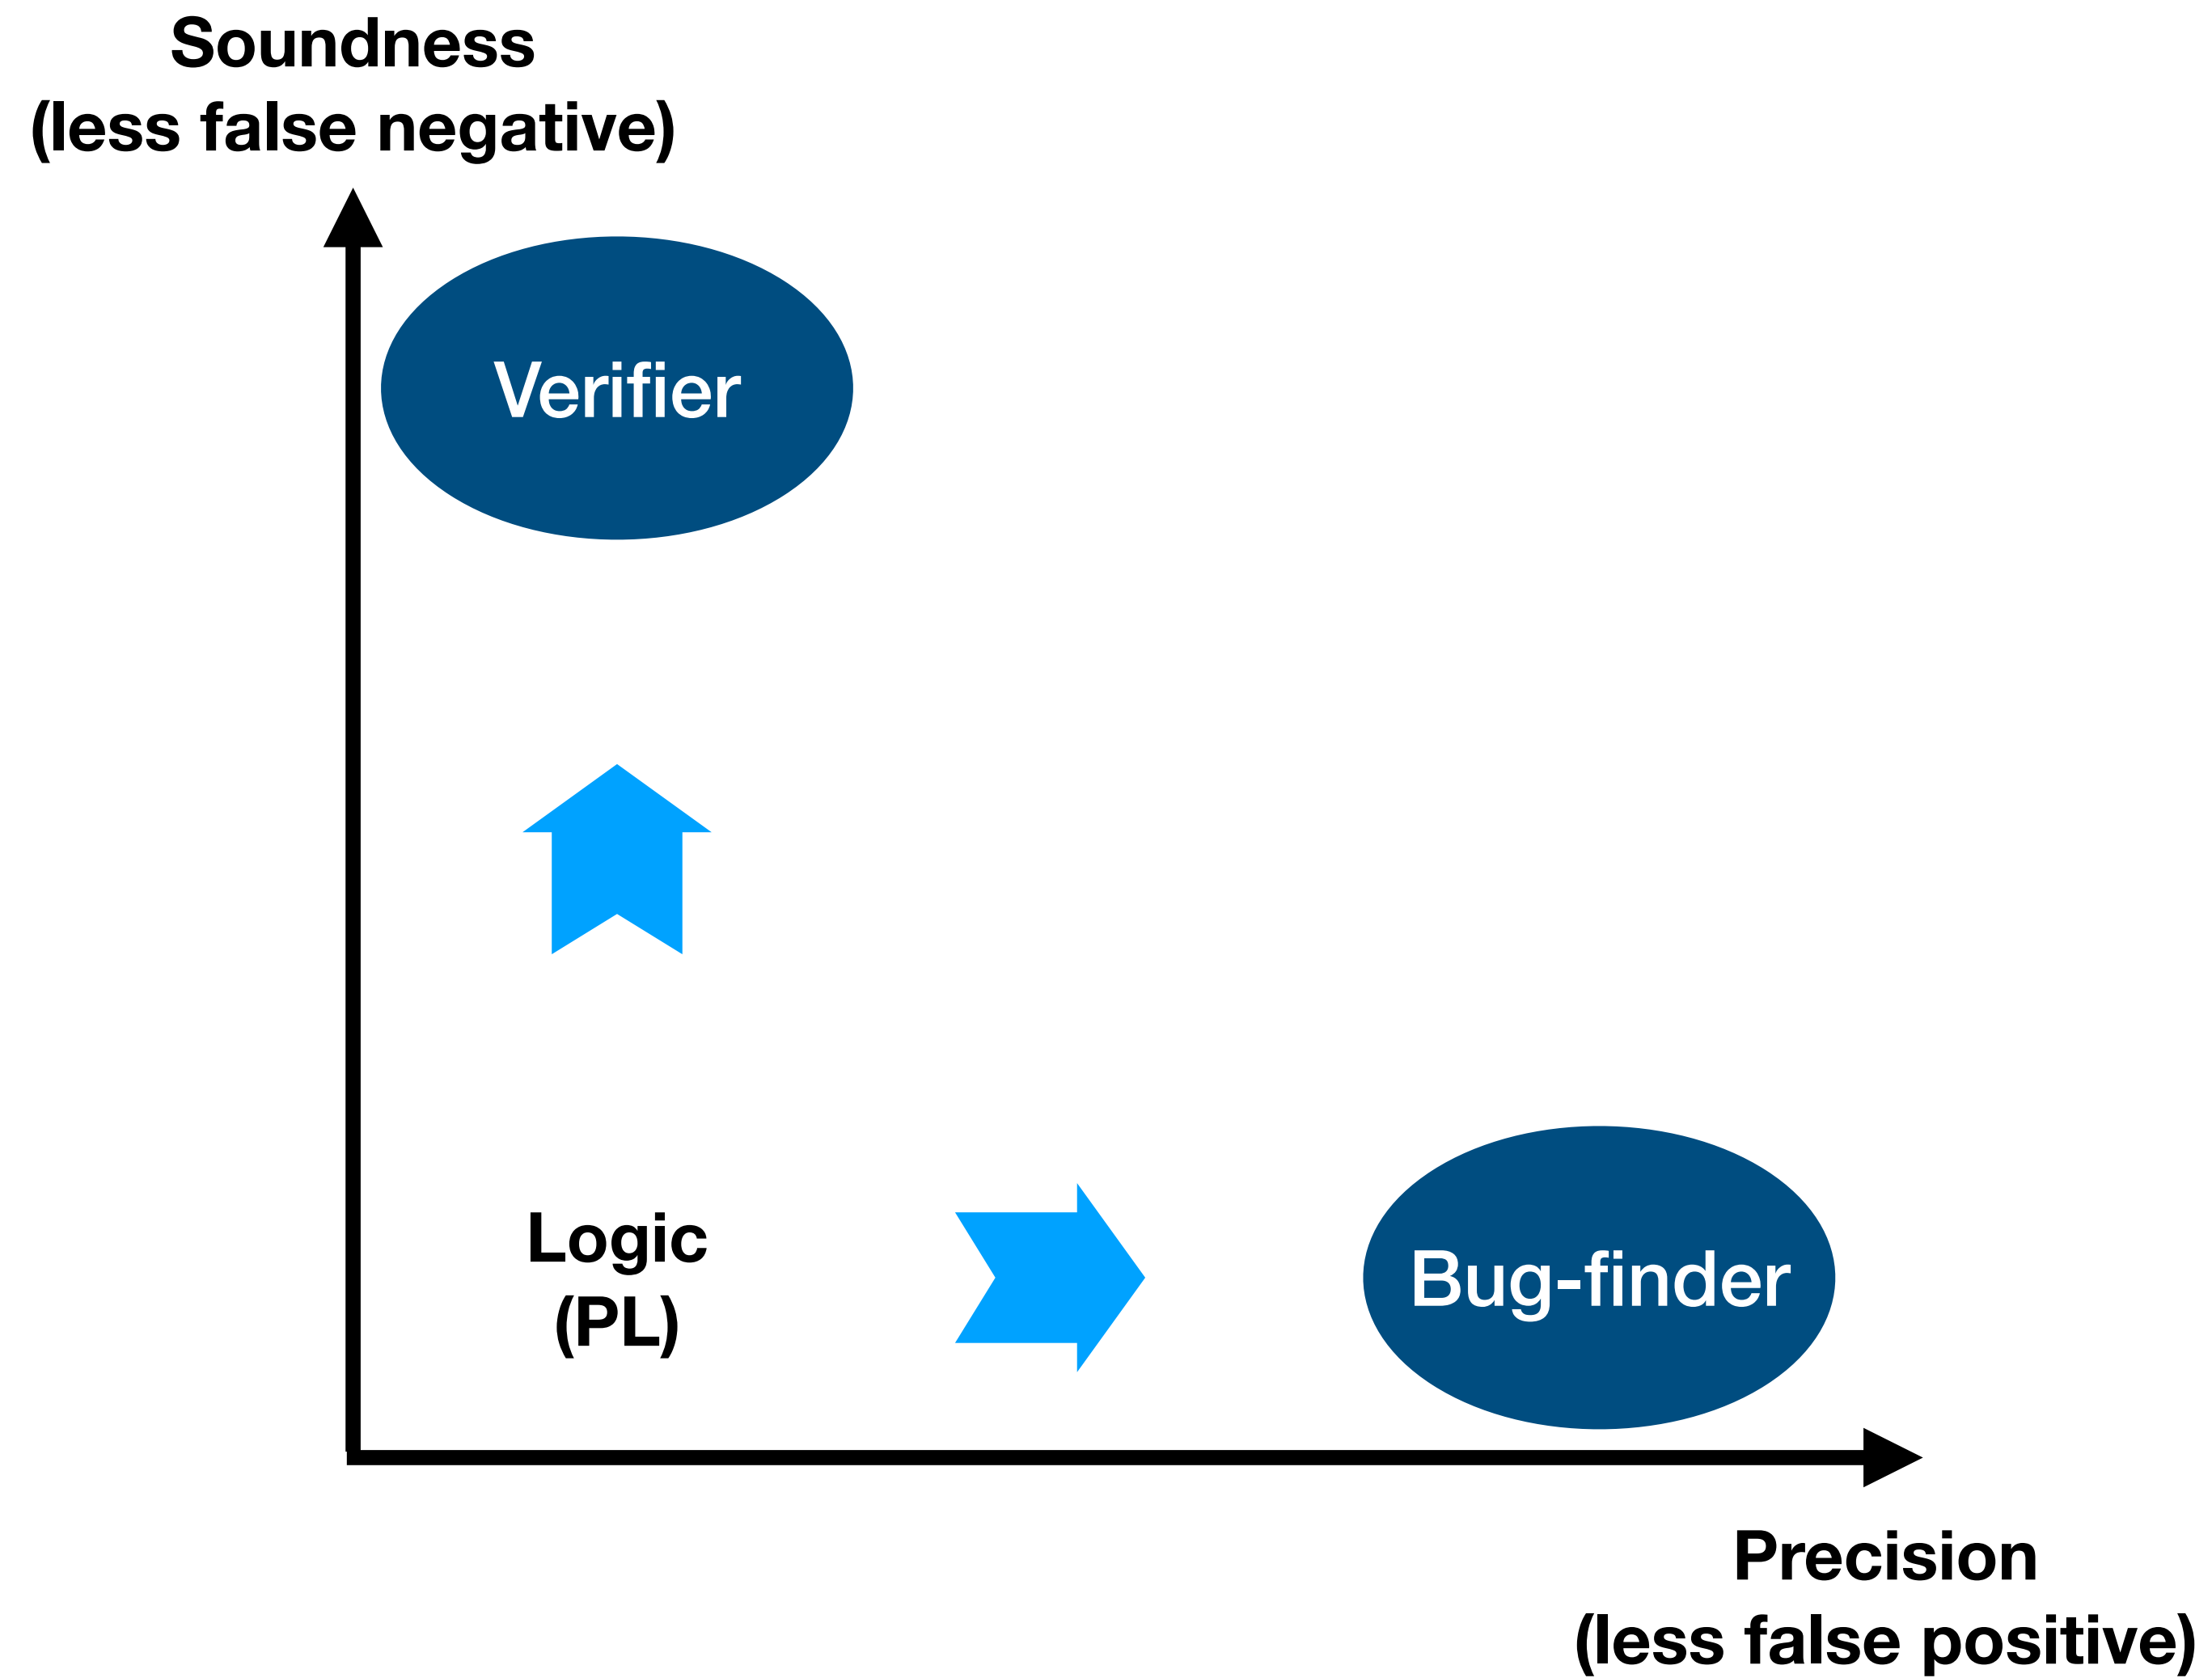 Soundness
(less false negative)
Verifier
Logic
(PL)
Bug-finder
Precision
(less false positive)